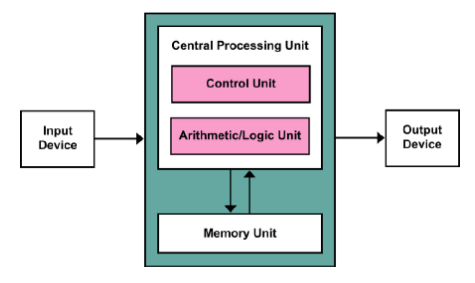 Central Processing Unit
Control Unit
Arithmetic/Logic Unit
Input
Device
Output
Device
Memory Unit